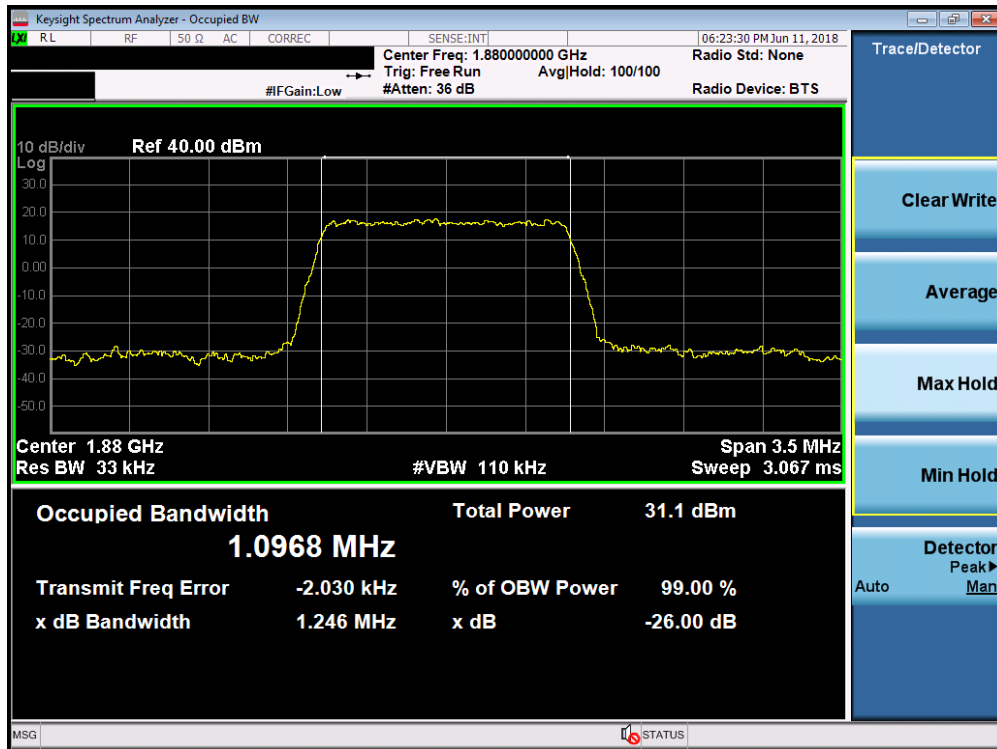 Keysight Spectrum Analyzer - Occupied BW
LXI RL RF 50 Ω AC CORREC SENSE:INT 06:23:30 PM Jun 11, 2018
Center Freq: 1.880000000 GHz Radio Std: None
Trig: Free Run Avg|Hold: 100/100
#IFGain:Low #Atten: 36 dB Radio Device: BTS
10 dB/div Ref 40.00 dBm
Log
30.0
20.0
10.0
0.00
-10.0
-20.0
-30.0
-40.0
-50.0
Center 1.88 GHz Span 3.5 MHz
Res BW 33 kHz #VBW 110 kHz Sweep 3.067 ms
Occupied Bandwidth Total Power 31.1 dBm
1.0968 MHz
Transmit Freq Error -2.030 kHz % of OBW Power 99.00 %
x dB Bandwidth 1.246 MHz x dB -26.00 dB
MSG STATUS
Trace/Detector
Clear Write
Average
Max Hold
Min Hold
Detector
Peak▶
Auto Man